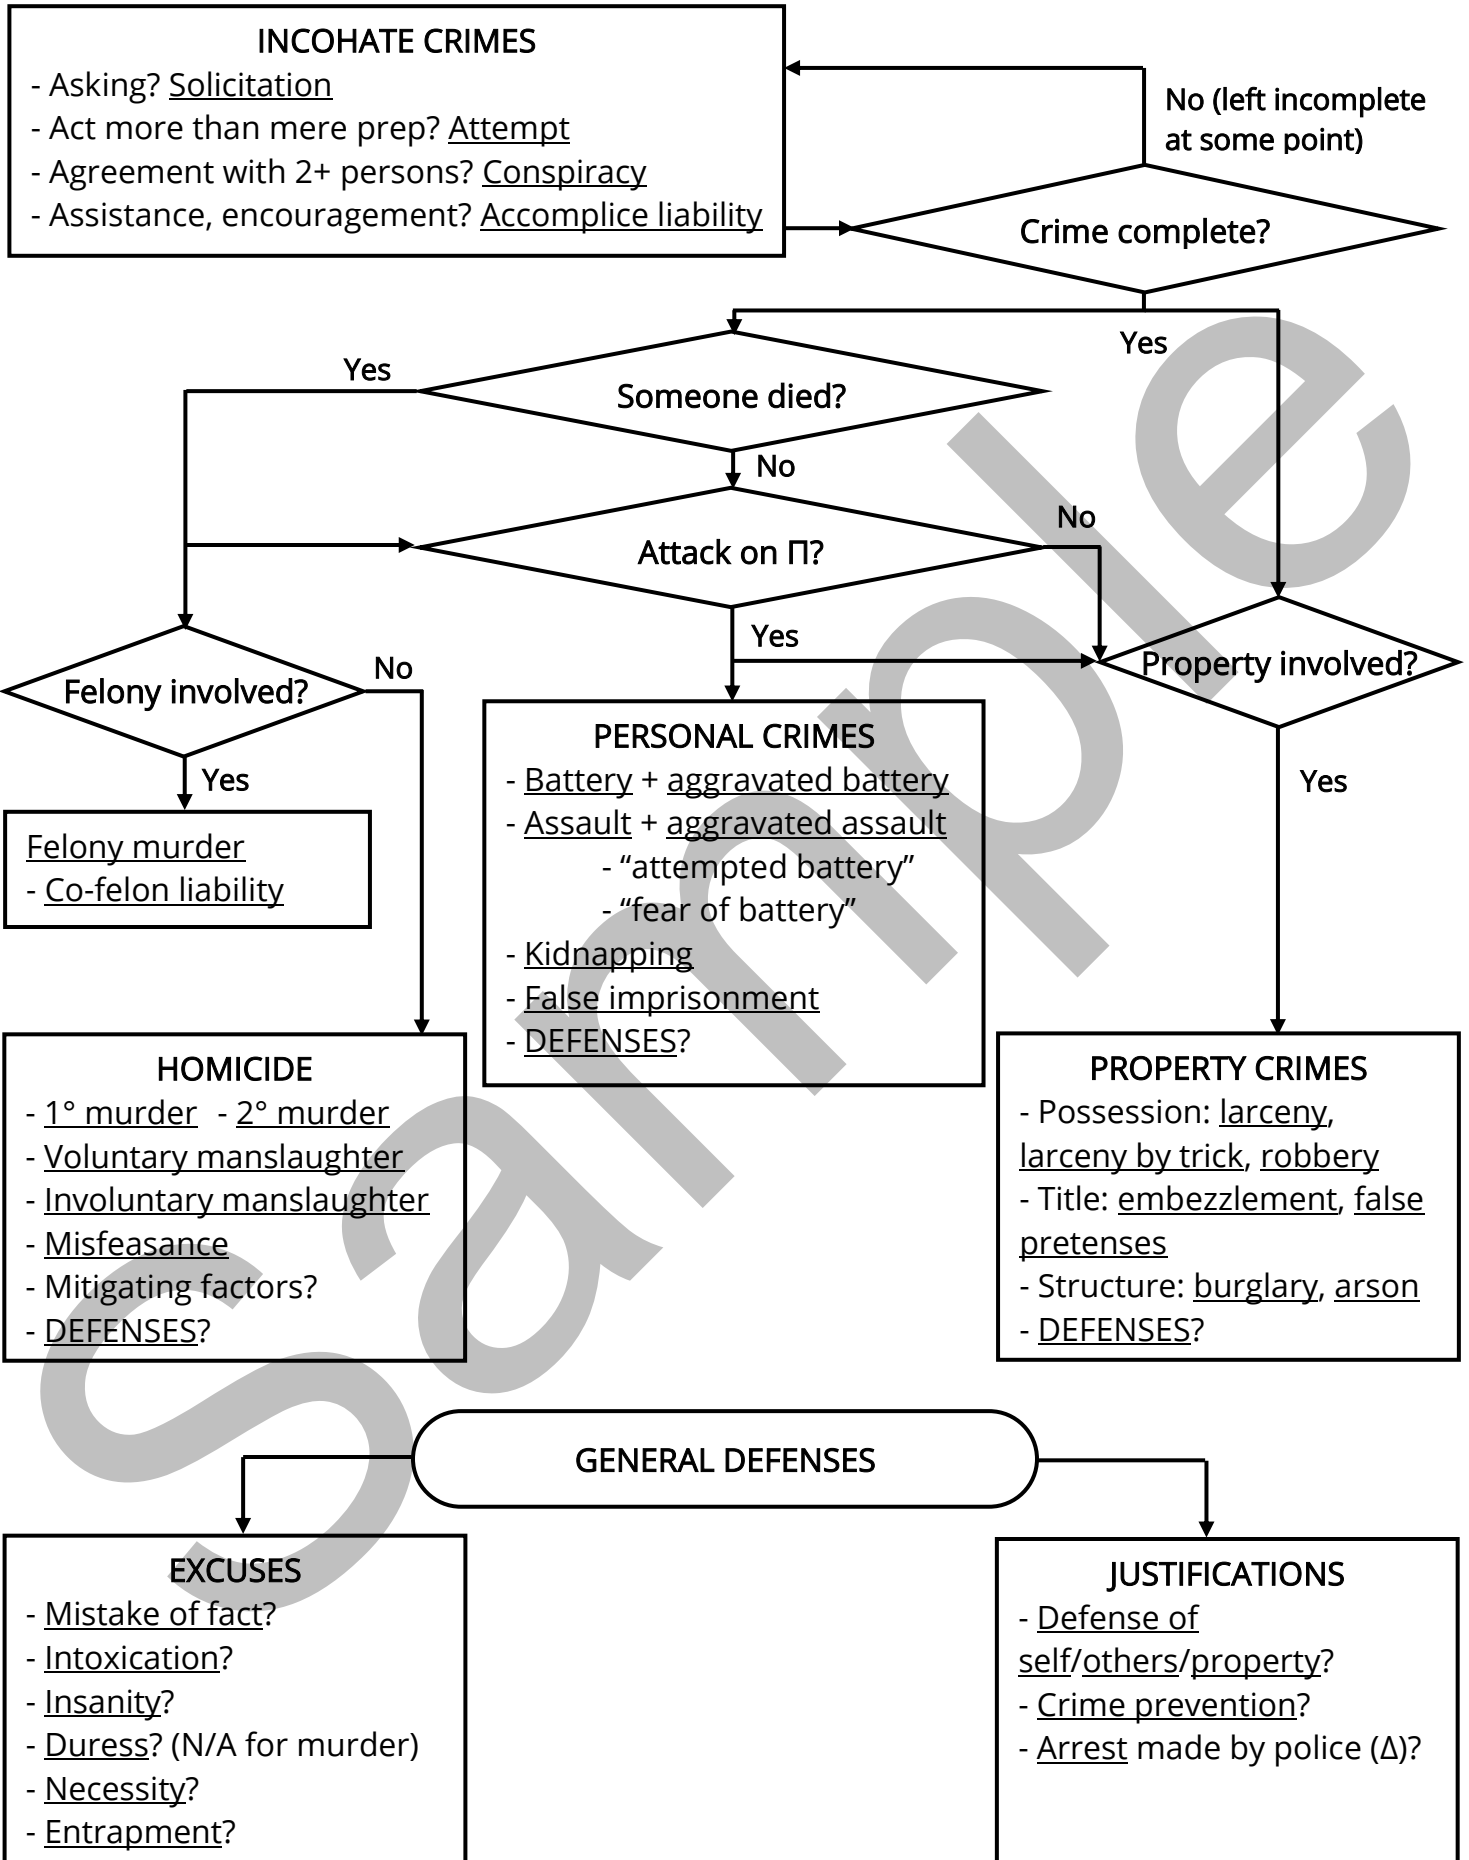 INCOHATE CRIMES
- Asking? Solicitation
- Act more than mere prep? Attempt
- Agreement with 2+ persons? Conspiracy
- Assistance, encouragement? Accomplice liability
No (left incomplete
at some point)
Crime complete?
Yes
Yes
Someone died?
No
No
Attack on Π?
Yes
No
Property involved?
Felony involved?
Yes
Yes
Felony murder
- Co-felon liability
PERSONAL CRIMES
- Battery + aggravated battery
- Assault + aggravated assault
- “attempted battery”
- “fear of battery”
- Kidnapping
- False imprisonment
- DEFENSES?
HOMICIDE
- 1° murder - 2° murder
- Voluntary manslaughter
- Involuntary manslaughter
- Misfeasance
- Mitigating factors?
- DEFENSES?
PROPERTY CRIMES
- Possession: larceny,
larceny by trick, robbery
- Title: embezzlement, false
pretenses
- Structure: burglary, arson
- DEFENSES?
GENERAL DEFENSES
EXCUSES
- Mistake of fact?
- Intoxication?
- Insanity?
- Duress? (N/A for murder)
- Necessity?
- Entrapment?
JUSTIFICATIONS
- Defense of
self/others/property?
- Crime prevention?
- Arrest made by police (Δ)?
Sample